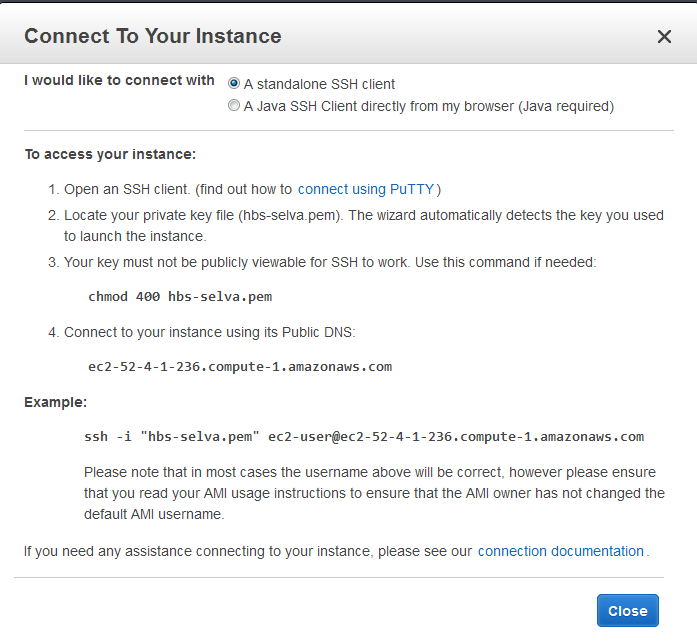 Connect To Your Instance
I would like to connect with
A standalone SSH client
A Java SSH Client directly from my browser (Java required)
To access your instance:
1. Open an SSH client. (find out how to connect using PuTTY)
2. Locate your private key file (hbs-selva.pem). The wizard automatically detects the key you used
to launch the instance.
3. Your key must not be publicly viewable for SSH to work. Use this command if needed:
chmod 400 hbs-selva.pem
4. Connect to your instance using its Public DNS:
ec2-52-4-1-236.compute-1.amazonaws.com
Example:
ssh -i "hbs-selva.pem" ec2-user@ec2-52-4-1-236.compute-1.amazonaws.com
Please note that in most cases the username above will be correct, however please ensure
that you read your AMI usage instructions to ensure that the AMI owner has not changed the
default AMI username.
If you need any assistance connecting to your instance, please see our connection documentation.
Close